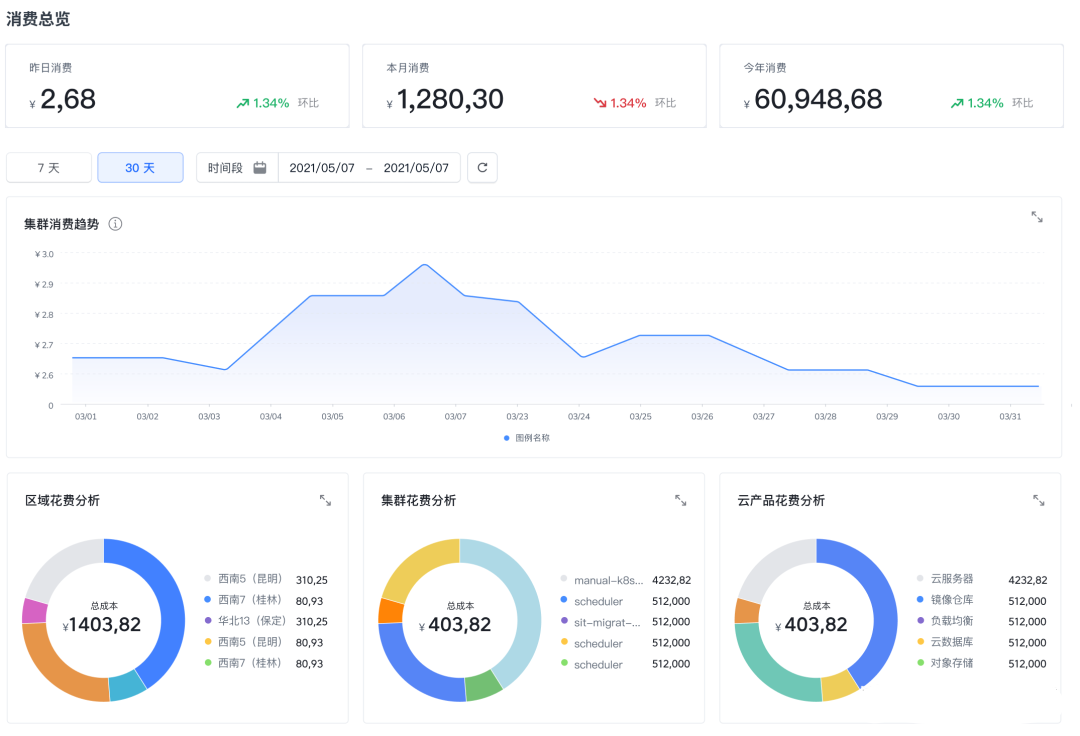 消费总览
昨日消费
¥ 2,68
1.34% 环比
本月消费
¥ 1,280,30
1.34% 环比
今年消费
¥ 60,948,68
1.34% 环比
7 天
30 天
时间段
2021/05/07 – 2021/05/07
集群消费趋势
¥ 3.0
¥ 2.9
¥ 2.8
¥ 2.7
¥ 2.6
0
03/01 03/02 03/03 03/04 03/05 03/06 03/07 03/23 03/24 03/25 03/26 03/27 03/28 03/29 03/30 03/31
图例名称
区域花费分析
总成本
¥1403,82
西南5（昆明） 310,25
西南7（桂林） 80,93
华北13（保定） 310,25
西南5（昆明） 80,93
西南7（桂林） 80,93
集群花费分析
总成本
¥ 403,82
manual-k8s... 4232,82
scheduler 512,000
sit-migrat-... 512,000
scheduler 512,000
scheduler 512,000
云产品花费分析
总成本
¥ 403,82
云服务器 4232,82
镜像仓库 512,000
负载均衡 512,000
云数据库 512,000
对象存储 512,000